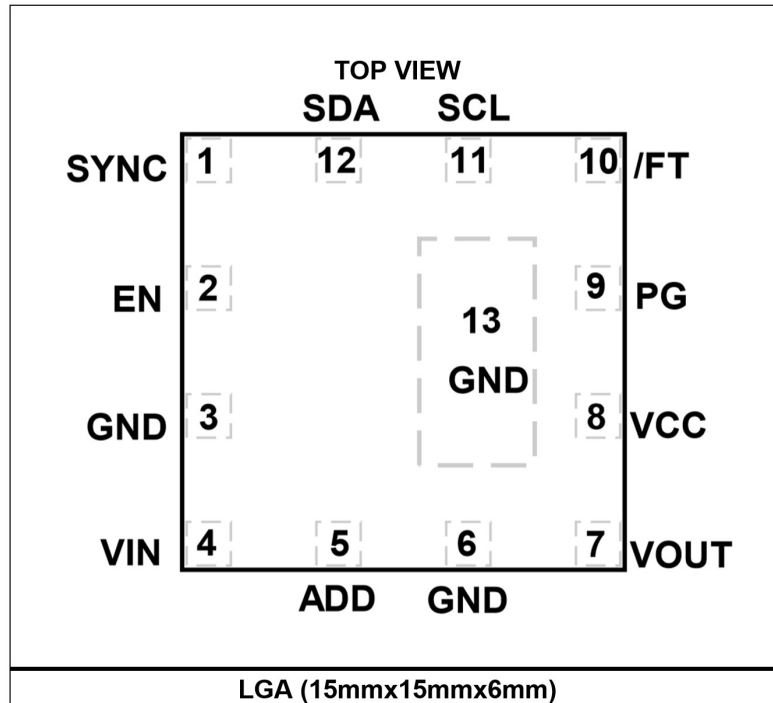 TOP VIEW
SDA SCL
SYNC 1 12 11 10 /FT
EN 2 9 PG
13
GND
GND 3 8 VCC
VIN 4 5 6 7 VOUT
ADD GND
LGA (15mmx15mmx6mm)